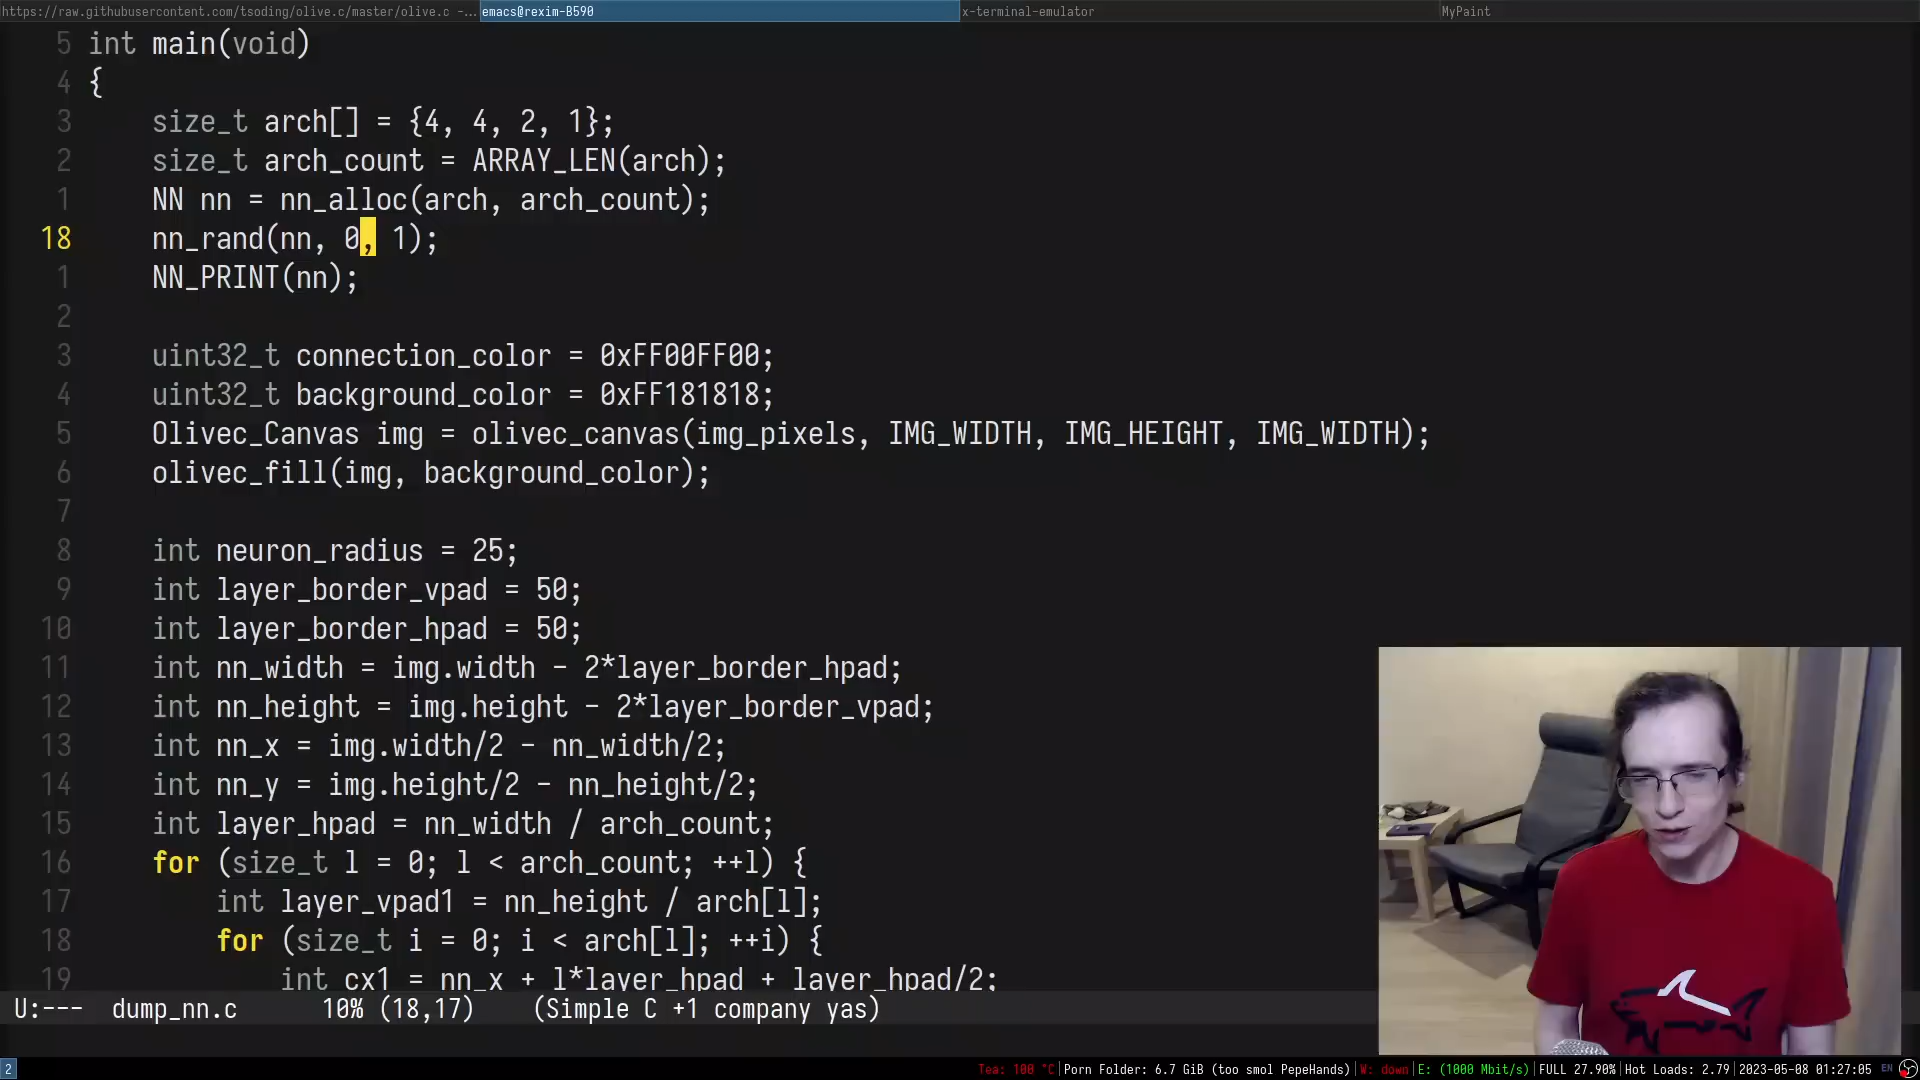 https://raw.githubusercontent.com/tsoding/olive.c/master/olive.c -... emacs@rexim-B590 x-terminal-emulator MyPaint
5 int main(void)
4 {
3 size_t arch[] = {4, 4, 2, 1};
2 size_t arch_count = ARRAY_LEN(arch);
1 NN nn = nn_alloc(arch, arch_count);
18 nn_rand(nn, 0, 1);
1 NN_PRINT(nn);
2
3 uint32_t connection_color = 0xFF00FF00;
4 uint32_t background_color = 0xFF181818;
5 Olivec_Canvas img = olivec_canvas(img_pixels, IMG_WIDTH, IMG_HEIGHT, IMG_WIDTH);
6 olivec_fill(img, background_color);
7
8 int neuron_radius = 25;
9 int layer_border_vpad = 50;
10 int layer_border_hpad = 50;
11 int nn_width = img.width - 2*layer_border_hpad;
12 int nn_height = img.height - 2*layer_border_vpad;
13 int nn_x = img.width/2 - nn_width/2;
14 int nn_y = img.height/2 - nn_height/2;
15 int layer_hpad = nn_width / arch_count;
16 for (size_t l = 0; l < arch_count; ++l) {
17 int layer_vpad1 = nn_height / arch[l];
18 for (size_t i = 0; i < arch[l]; ++i) {
19 int cx1 = nn_x + l*layer_hpad + layer_hpad/2;
U:--- dump_nn.c 10% (18,17) (Simple C +1 company yas)
2 Tea: 100 °C|Porn Folder: 6.7 GiB (too smol PepeHands)|W: down|E: (1000 Mbit/s)|FULL 27.90%|Hot Loads: 2.79|2023-05-08 01:27:05 EN